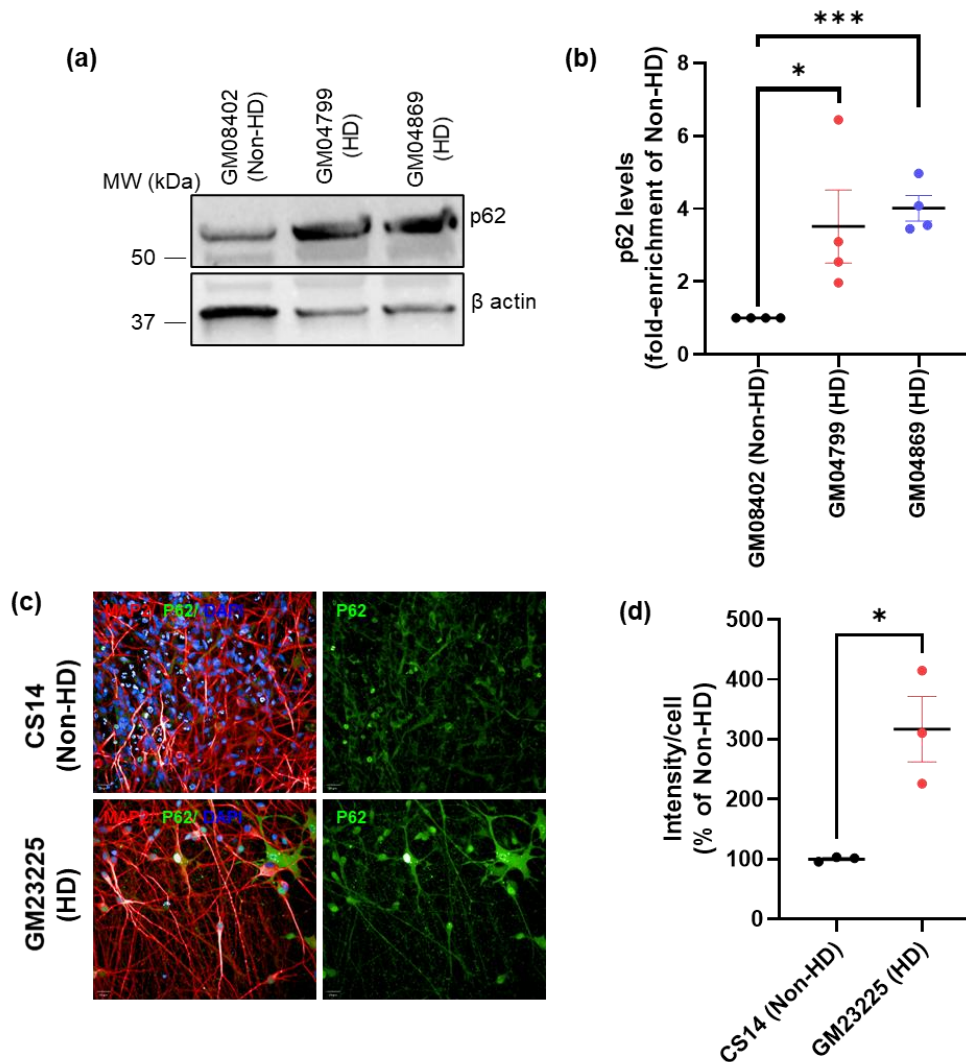 (a)
GM08402
(Non-HD)
GM04799
(HD)
GM04869
(HD)
MW (kDa)
p62
50
β actin
37
(b)
***
*
8
6
4
2
0
p62 levels
(fold-enrichment of Non-HD)
GM08402 (Non-HD)
GM04799 (HD)
GM04869 (HD)
(c)
CS14
(Non-HD)
MAP2/ P62/ DAPI
P62
GM23225
(HD)
MAP2/ P62/ DAPI
P62
(d)
*
500
400
300
200
100
0
Intensity/cell
(% of Non-HD)
CS14 (Non-HD)
GM23225 (HD)